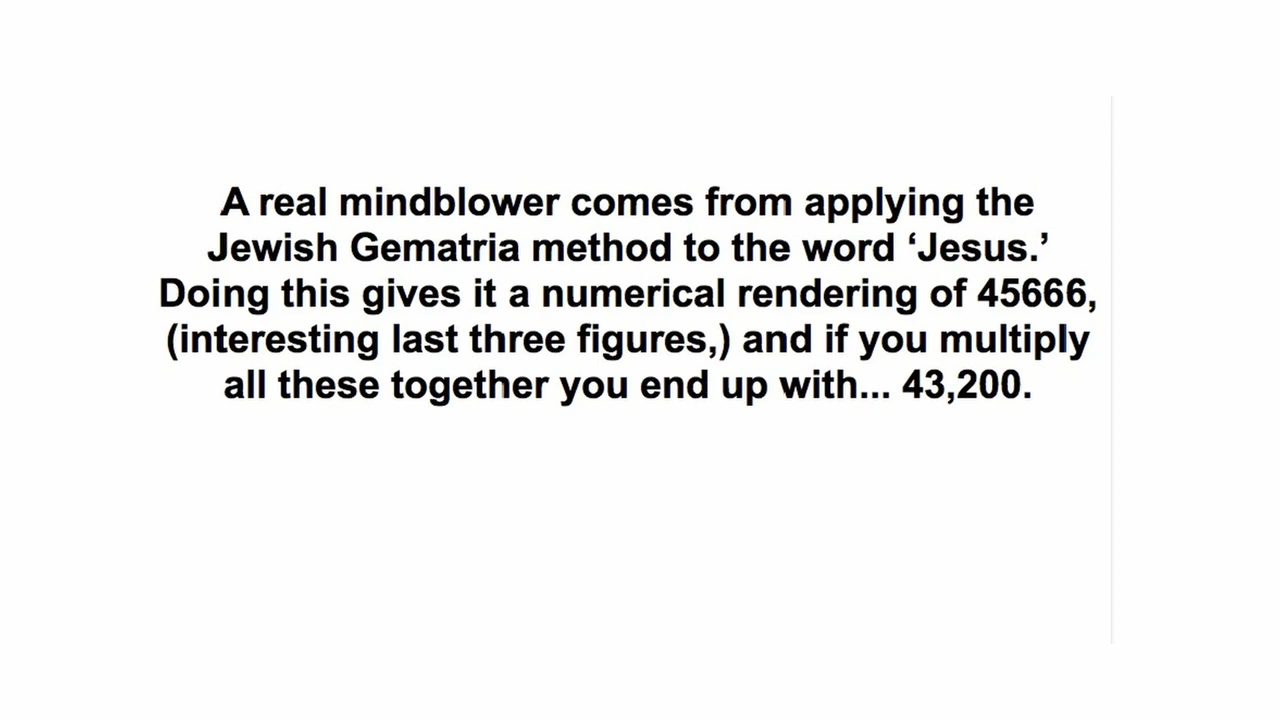 A real mindblower comes from applying the
Jewish Gematria method to the word ‘Jesus.’
Doing this gives it a numerical rendering of 45666,
(interesting last three figures,) and if you multiply
all these together you end up with... 43,200.